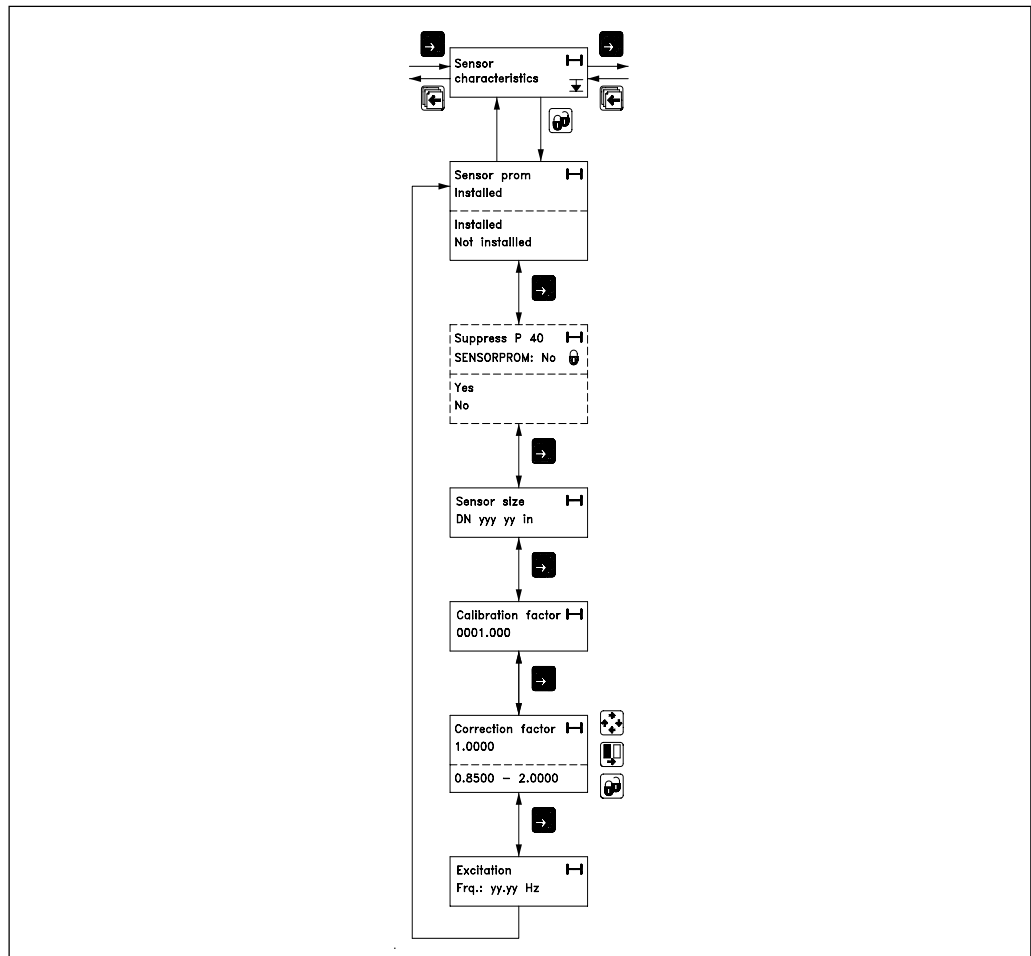 Sensor
characteristics
Sensor prom
Installed
Installed
Not installled
Suppress P 40
SENSORPROM: No
Yes
No
Sensor size
DN yyy yy in
Calibration factor
0001.000
Correction factor
1.0000
0.8500 – 2.0000
Excitation
Frq.: yy.yy Hz